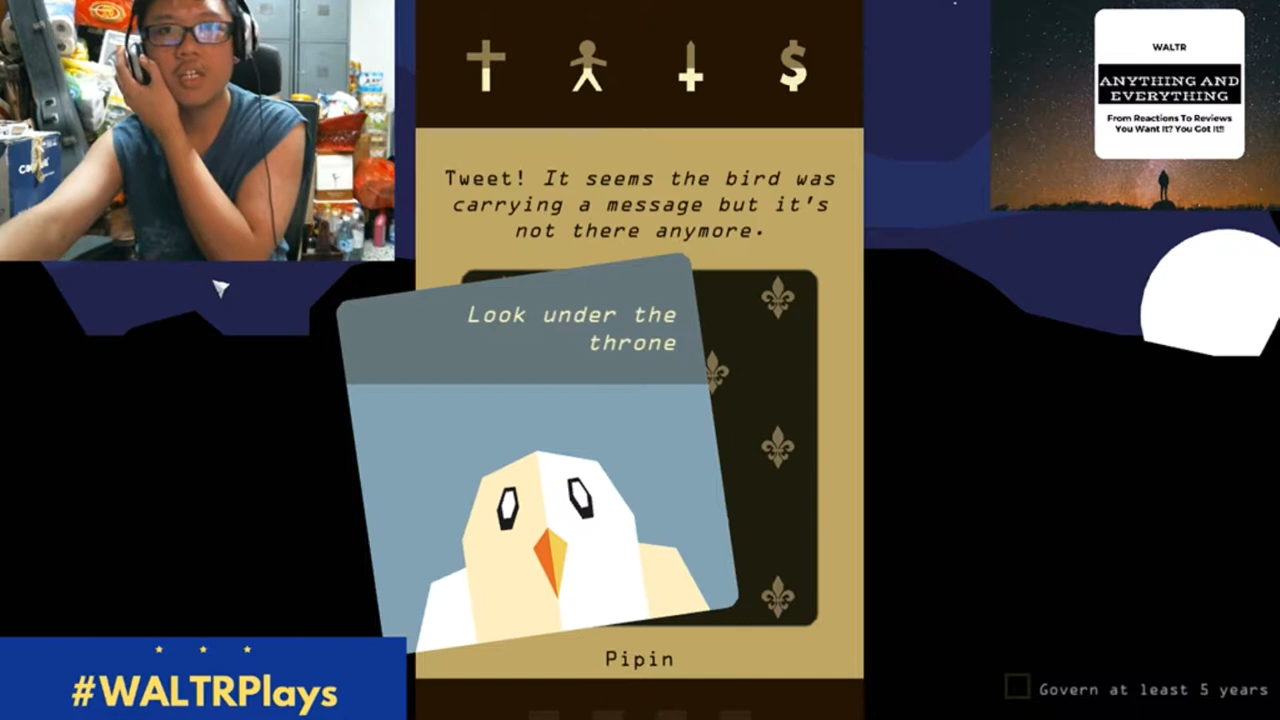 WALTR
ANYTHING AND
EVERYTHING
From Reactions To Reviews
You Want It? You Got It!!
Tweet! It seems the bird was
carrying a message but it's
not there anymore.
Look under the
throne
Pipin
#WALTRPlays
Govern at least 5 years